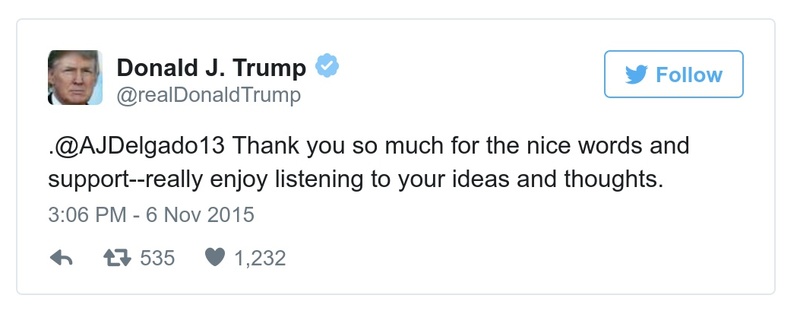 Donald J. Trump
@realDonaldTrump
Follow
.@AJDelgado13 Thank you so much for the nice words and
support--really enjoy listening to your ideas and thoughts.
3:06 PM - 6 Nov 2015
535 1,232